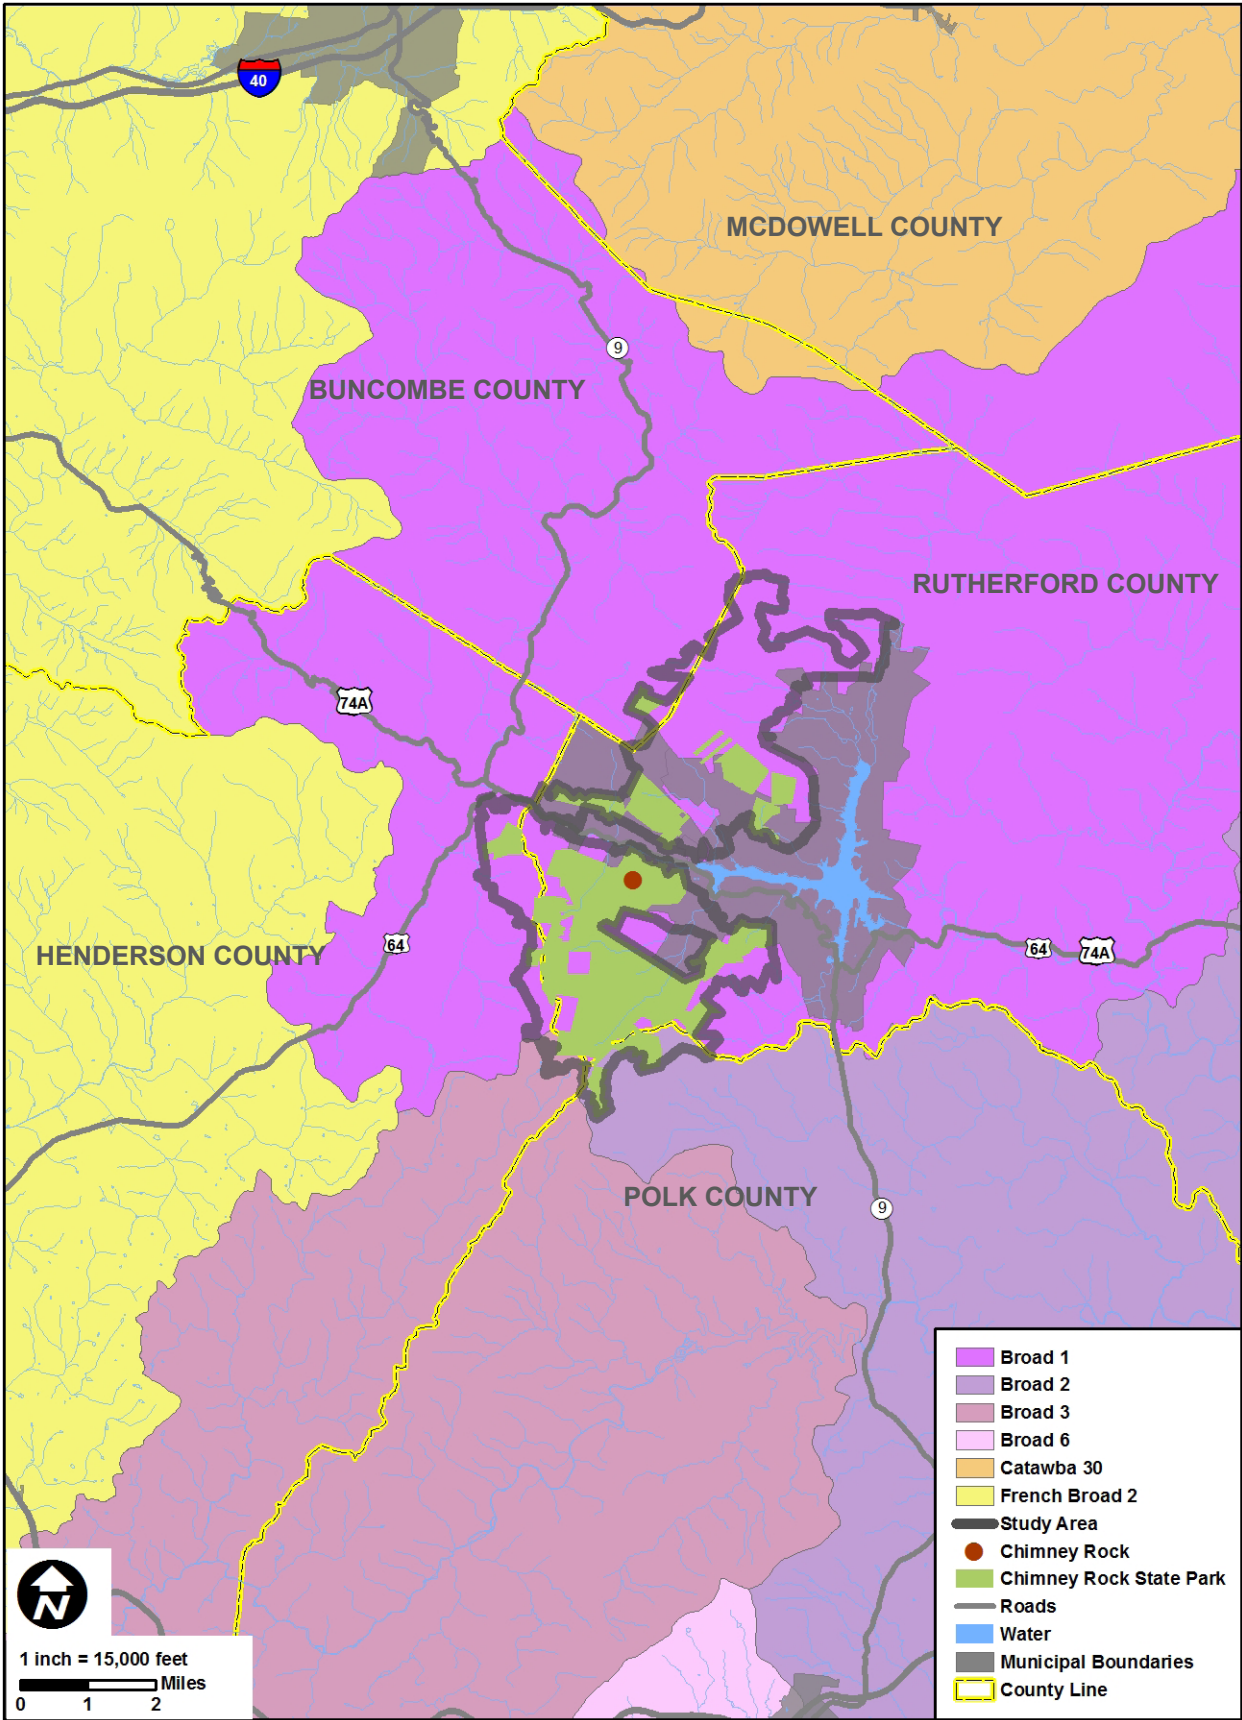 40
MCDOWELL COUNTY
9
BUNCOMBE COUNTY
RUTHERFORD COUNTY
74A
HENDERSON COUNTY
64
64
74A
POLK COUNTY
9
Broad 1
Broad 2
Broad 3
Broad 6
Catawba 30
French Broad 2
Study Area
Chimney Rock
Chimney Rock State Park
Roads
Water
Municipal Boundaries
County Line
N
1 inch = 15,000 feet
Miles
0 1 2